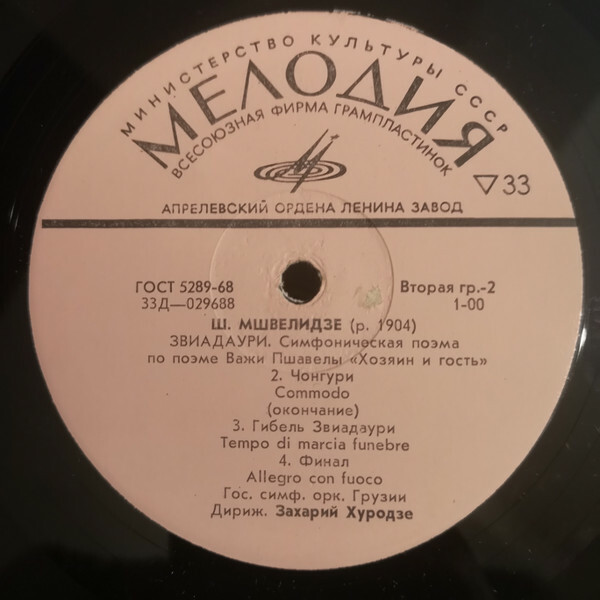 МИНИСТЕРСТВО КУЛЬТУРЫ СССР
МЕЛОДИЯ
ВСЕСОЮЗНАЯ ФИРМА ГРАМПЛАСТИНОК
▽33
АПРЕЛЕВСКИЙ ОРДЕНА ЛЕНИНА ЗАВОД
ГОСТ 5289-68 Вторая гр.-2
33Д—029688 1-00
Ш. МШВЕЛИДЗЕ (р. 1904)
ЗВИАДАУРИ. Симфоническая поэма
по поэме Важи Пшавелы «Хозяин и гость»
2. Чонгури
Commodo
(окончание)
3. Гибель Звиадаури
Tempo di marcia funebre
4. Финал
Allegro con fuoco
Гос. симф. орк. Грузии
Дириж. Захарий Хуродзе